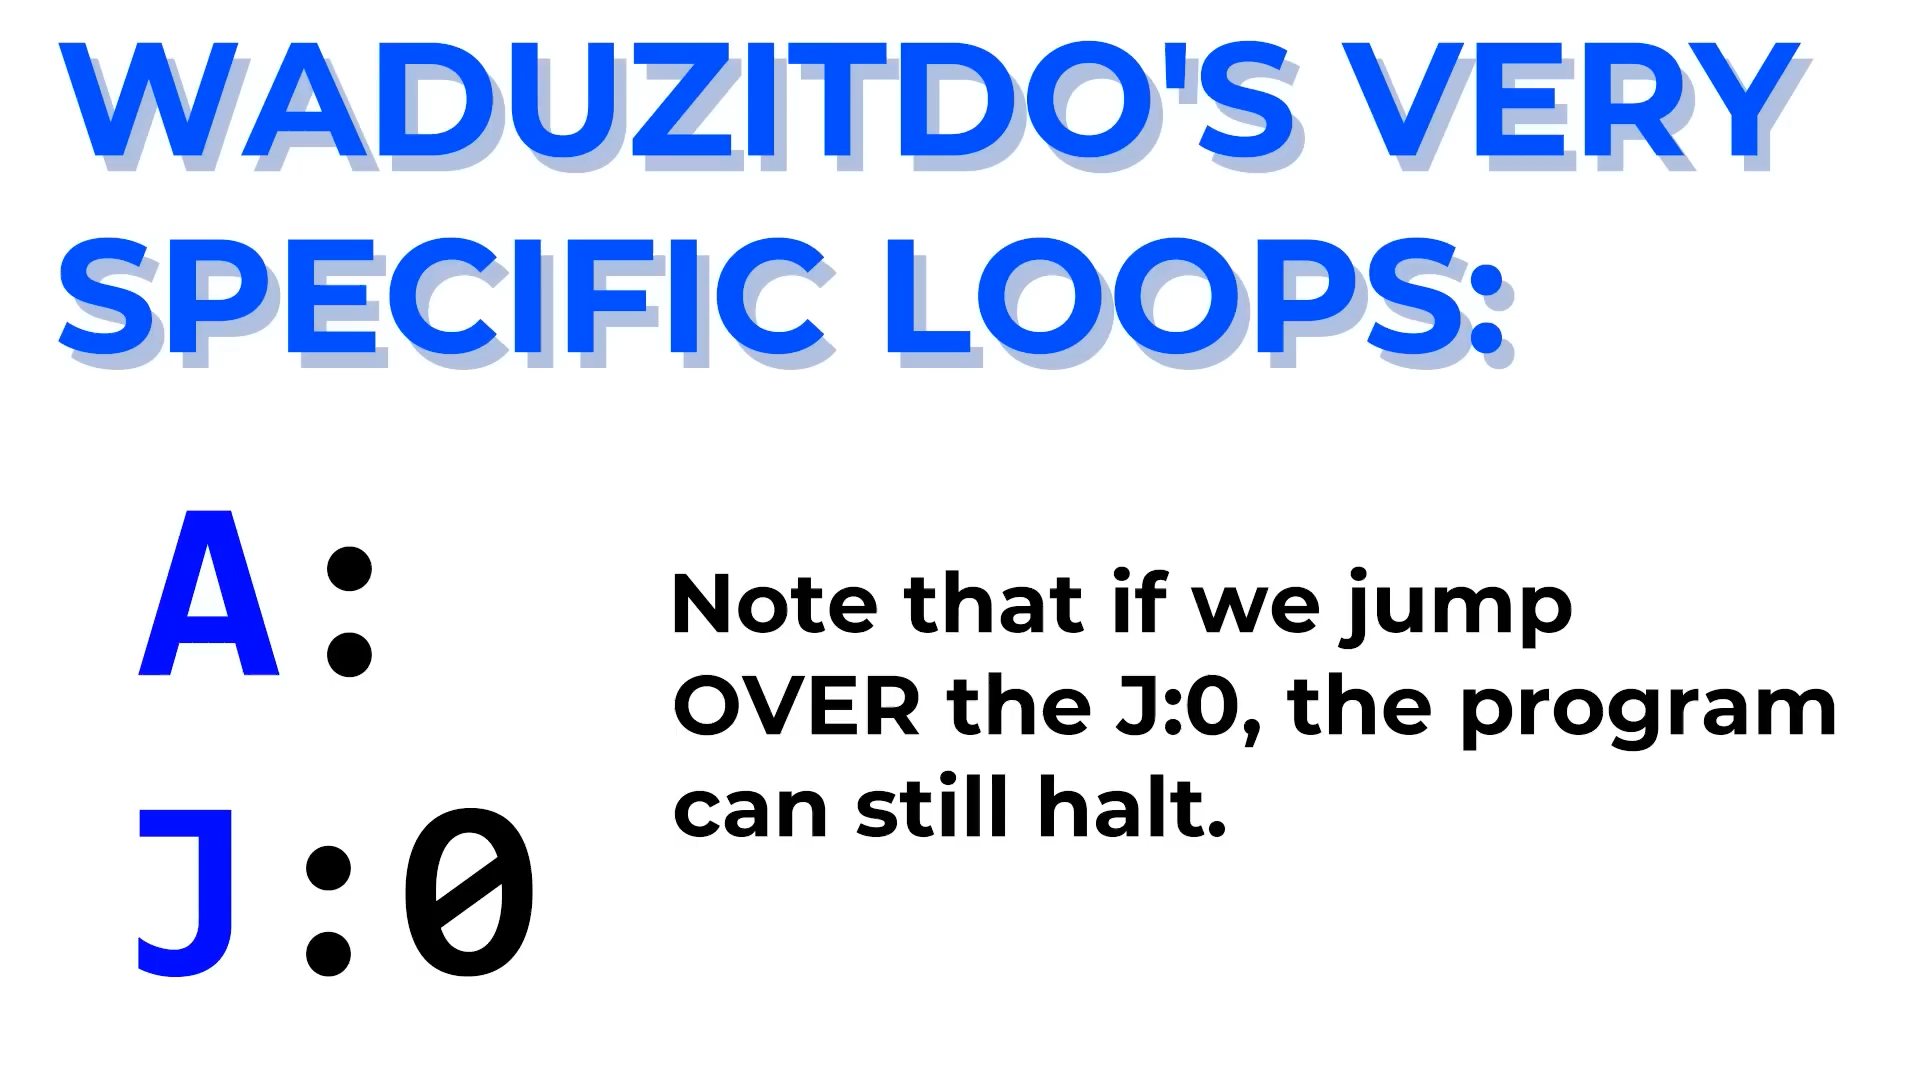 WADUZITDO'S VERY
SPECIFIC LOOPS:
A:
J:0
Note that if we jump
OVER the J:0, the program
can still halt.